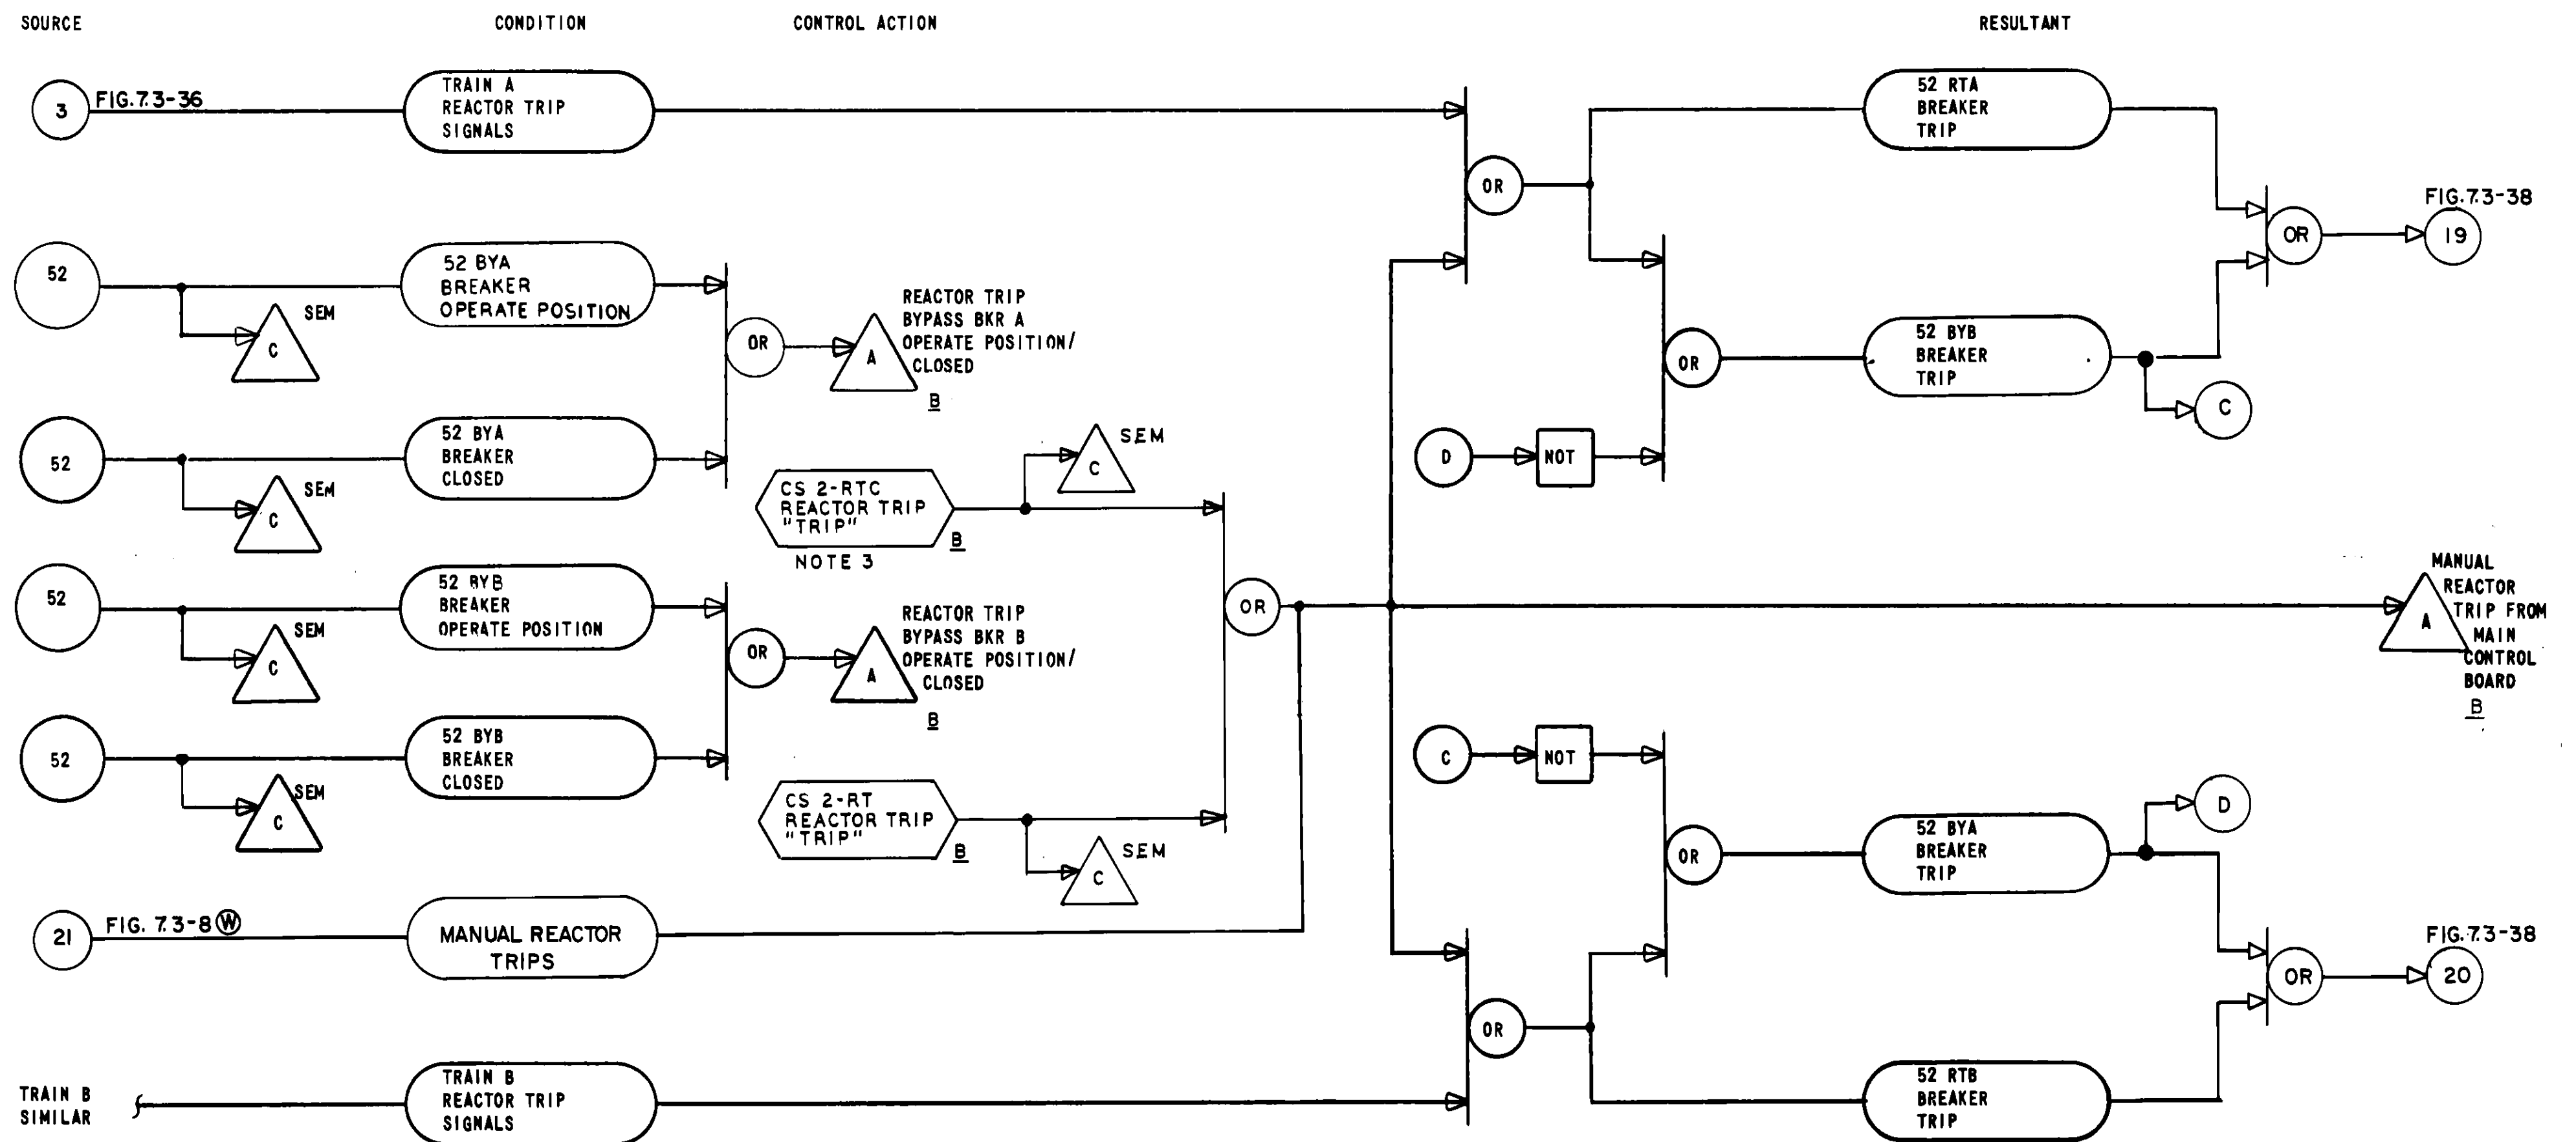 SOURCE
CONDITION
CONTROL ACTION
RESULTANT
3
FIG.7.3-36
TRAIN A
REACTOR TRIP
SIGNALS
OR
52 RTA
BREAKER
TRIP
FIG.7.3-38
OR
19
52
SEM
C
52 BYA
BREAKER
OPERATE POSITION
OR
A
REACTOR TRIP
BYPASS BKR A
OPERATE POSITION/
CLOSED
B
OR
52 BYB
BREAKER
TRIP
C
52
SEM
C
52 BYA
BREAKER
CLOSED
D
NOT
CS 2-RTC
REACTOR TRIP
"TRIP"
B
NOTE 3
SEM
C
52
SEM
C
52 BYB
BREAKER
OPERATE POSITION
OR
A
REACTOR TRIP
BYPASS BKR B
OPERATE POSITION/
CLOSED
B
OR
MANUAL
REACTOR
TRIP FROM
MAIN
CONTROL
BOARD
A
B
52
SEM
C
52 BYB
BREAKER
CLOSED
CS 2-RT
REACTOR TRIP
"TRIP"
B
SEM
C
C
NOT
OR
52 BYA
BREAKER
TRIP
D
21
FIG. 7.3-8 W
MANUAL REACTOR
TRIPS
FIG.7.3-38
OR
20
TRAIN B
SIMILAR
TRAIN B
REACTOR TRIP
SIGNALS
OR
52 RTB
BREAKER
TRIP